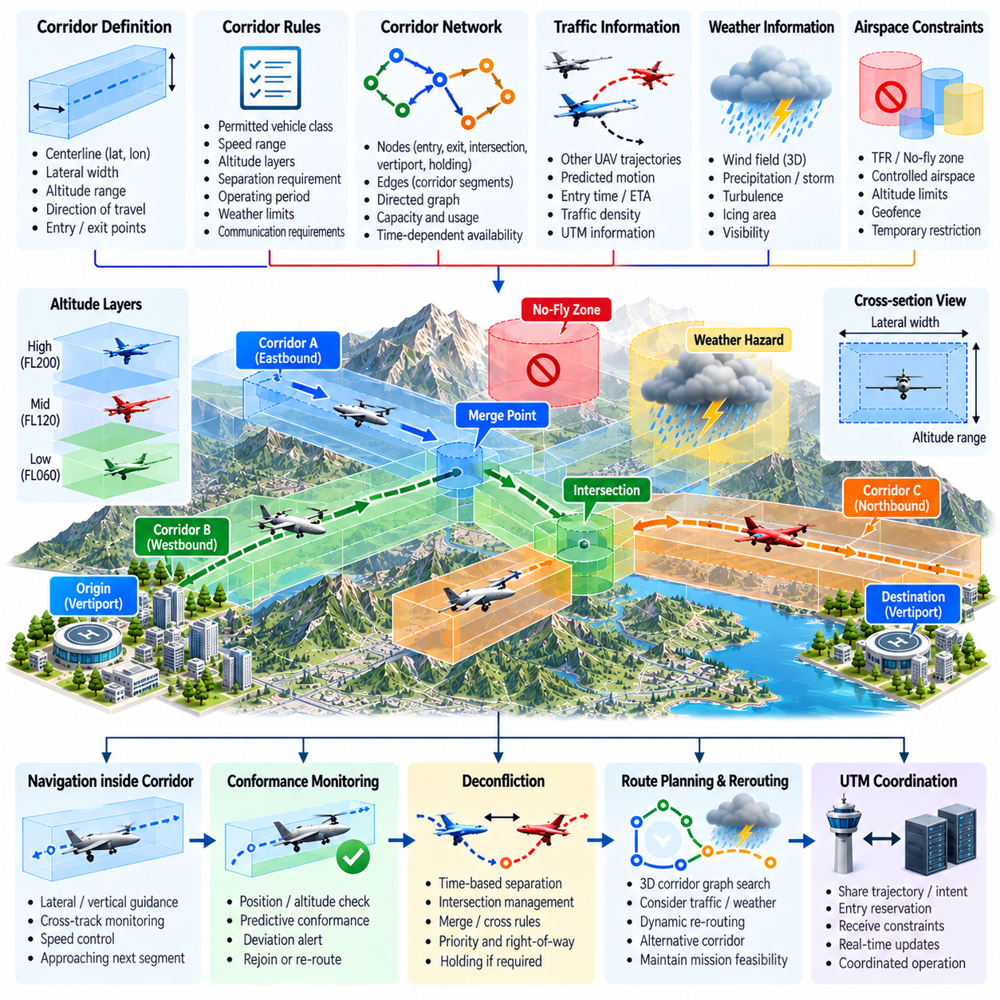 Corridor Definition
• Centerline (lat, lon)
• Lateral width
• Altitude range
• Direction of travel
• Entry / exit points
Corridor Rules
• Permitted vehicle class
• Speed range
• Altitude layers
• Separation requirement
• Operating period
• Weather limits
• Communication requirements
Corridor Network
• Nodes (entry, exit, intersection,
vertiport, holding)
• Edges (corridor segments)
• Directed graph
• Capacity and usage
• Time-dependent availability
Traffic Information
• Other UAV trajectories
• Predicted motion
• Entry time / ETA
• Traffic density
• UTM information
Weather Information
• Wind field (3D)
• Precipitation / storm
• Turbulence
• Icing area
• Visibility
Airspace Constraints
• TFR / No-fly zone
• Controlled airspace
• Altitude limits
• Geofence
• Temporary restriction
Altitude Layers
High
(FL200)
Mid
(FL120)
Low
(FL060)
Corridor A
(Eastbound)
No-Fly Zone
Weather Hazard
Merge Point
Intersection
Corridor B
(Westbound)
Corridor C
(Northbound)
Origin
(Vertiport)
H
Destination
(Vertiport)
H
Cross-section View
Lateral width
Altitude range
Navigation inside Corridor
• Lateral / vertical guidance
• Cross-track monitoring
• Speed control
• Approaching next segment
Conformance Monitoring
• Position / altitude check
• Predictive conformance
• Deviation alert
• Rejoin or re-route
Deconfliction
• Time-based separation
• Intersection management
• Merge / cross rules
• Priority and right-of-way
• Holding if required
Route Planning & Rerouting
• 3D corridor graph search
• Consider traffic / weather
• Dynamic re-routing
• Alternative corridor
• Maintain mission feasibility
UTM Coordination
• Share trajectory / intent
• Entry reservation
• Receive constraints
• Real-time updates
• Coordinated operation